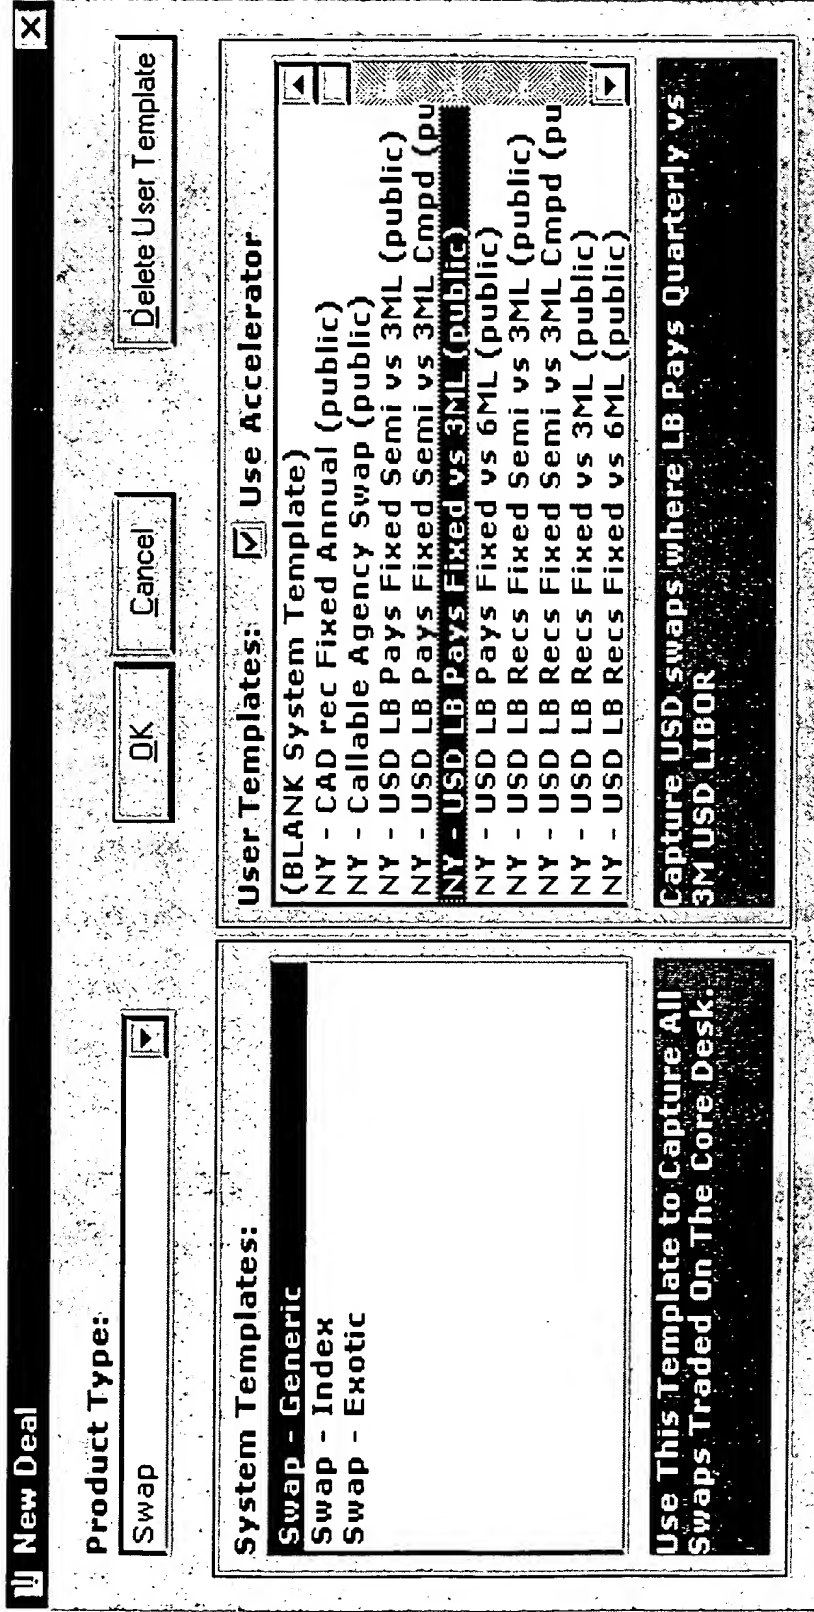 New Deal
Product Type:
Swap
OK
Cancel
Delete User Template
System Templates:
Swap - Generic
Swap - Index
Swap - Exotic
Use This Template to Capture All
Swaps Traded On The Core Desk.
User Templates:
Use Accelerator
(BLANK System Template)
NY - CAD rec Fixed Annual (public)
NY - Callable Agency Swap (public)
NY - USD LB Pays Fixed Semi vs 3ML (public)
NY - USD LB Pays Fixed Semi vs 3ML Cmpd (pu
NY - USD LB Pays Fixed vs 3ML (public)
NY - USD LB Pays Fixed vs 6ML (public)
NY - USD LB Recs Fixed Semi vs 3ML (public)
NY - USD LB Recs Fixed Semi vs 3ML Cmpd (pu
NY - USD LB Recs Fixed vs 3ML (public)
NY - USD LB Recs Fixed vs 6ML (public)
Capture USD swaps where LB Pays Quarterly vs
3M USD LIBOR